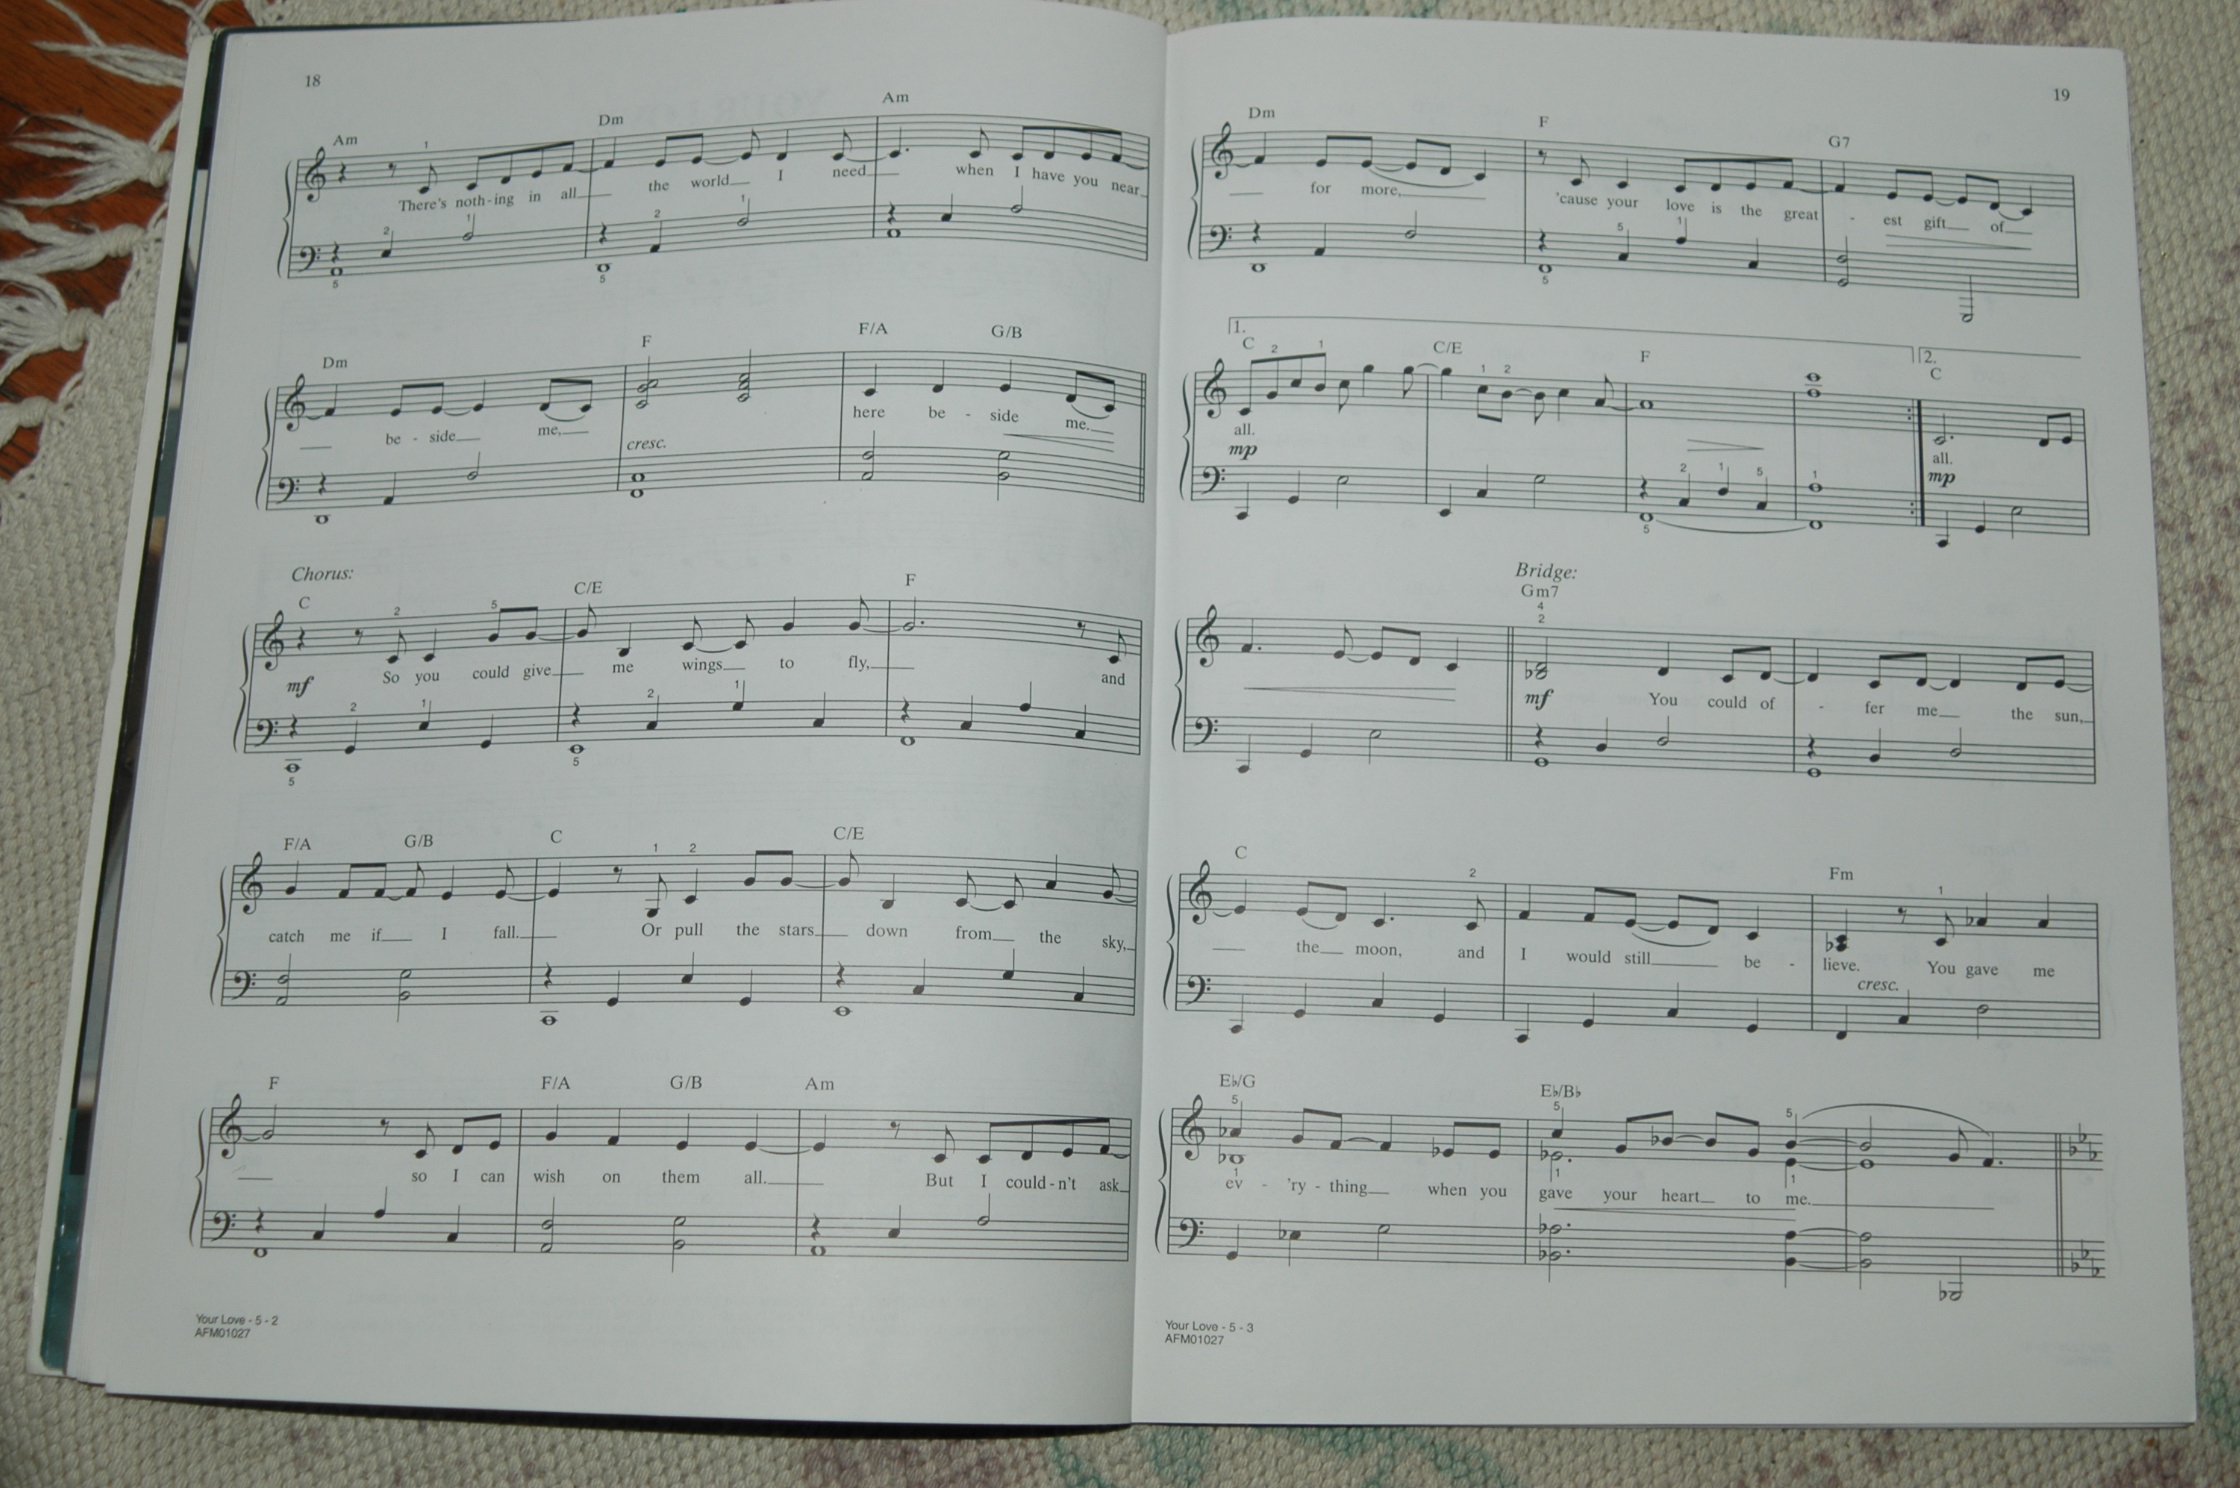 18
Am Dm Am
There's noth-ing in all the world I need when I have you near
Dm F F/A G/B
be - side me, cresc. here be - side me.
Chorus:
C C/E F
mf So you could give me wings to fly, and
F/A G/B C C/E
catch me if I fall. Or pull the stars down from the sky,
F F/A G/B Am
so I can wish on them all. But I could-n't ask
Your Love - 5 - 2
AFM01027
19
Dm F G7
for more, 'cause your love is the great - est gift of
1. 2.
C C/E F C
all. all.
mp mp
Bridge:
Gm7
mf You could of - fer me the sun,
C Fm
the moon, and I would still be - lieve. You gave me
cresc.
E♭/G E♭/B♭
ev - 'ry - thing when you gave your heart to me.
Your Love - 5 - 3
AFM01027